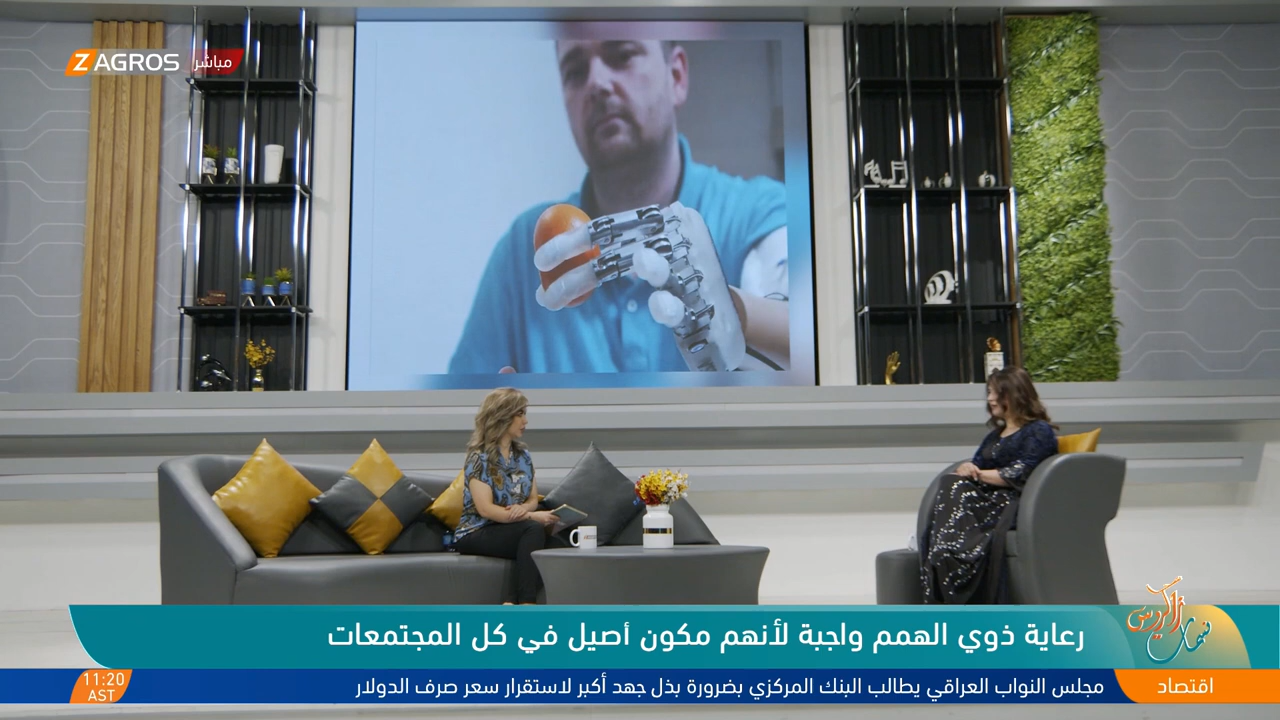 ZAGROS مباشر
رعاية ذوي الهمم واجبة لأنهم مكون أصيل في كل المجتمعات
اقتصاد
مجلس النواب العراقي يطالب البنك المركزي بضرورة بذل جهد أكبر لاستقرار سعر صرف الدولار
11:20
AST